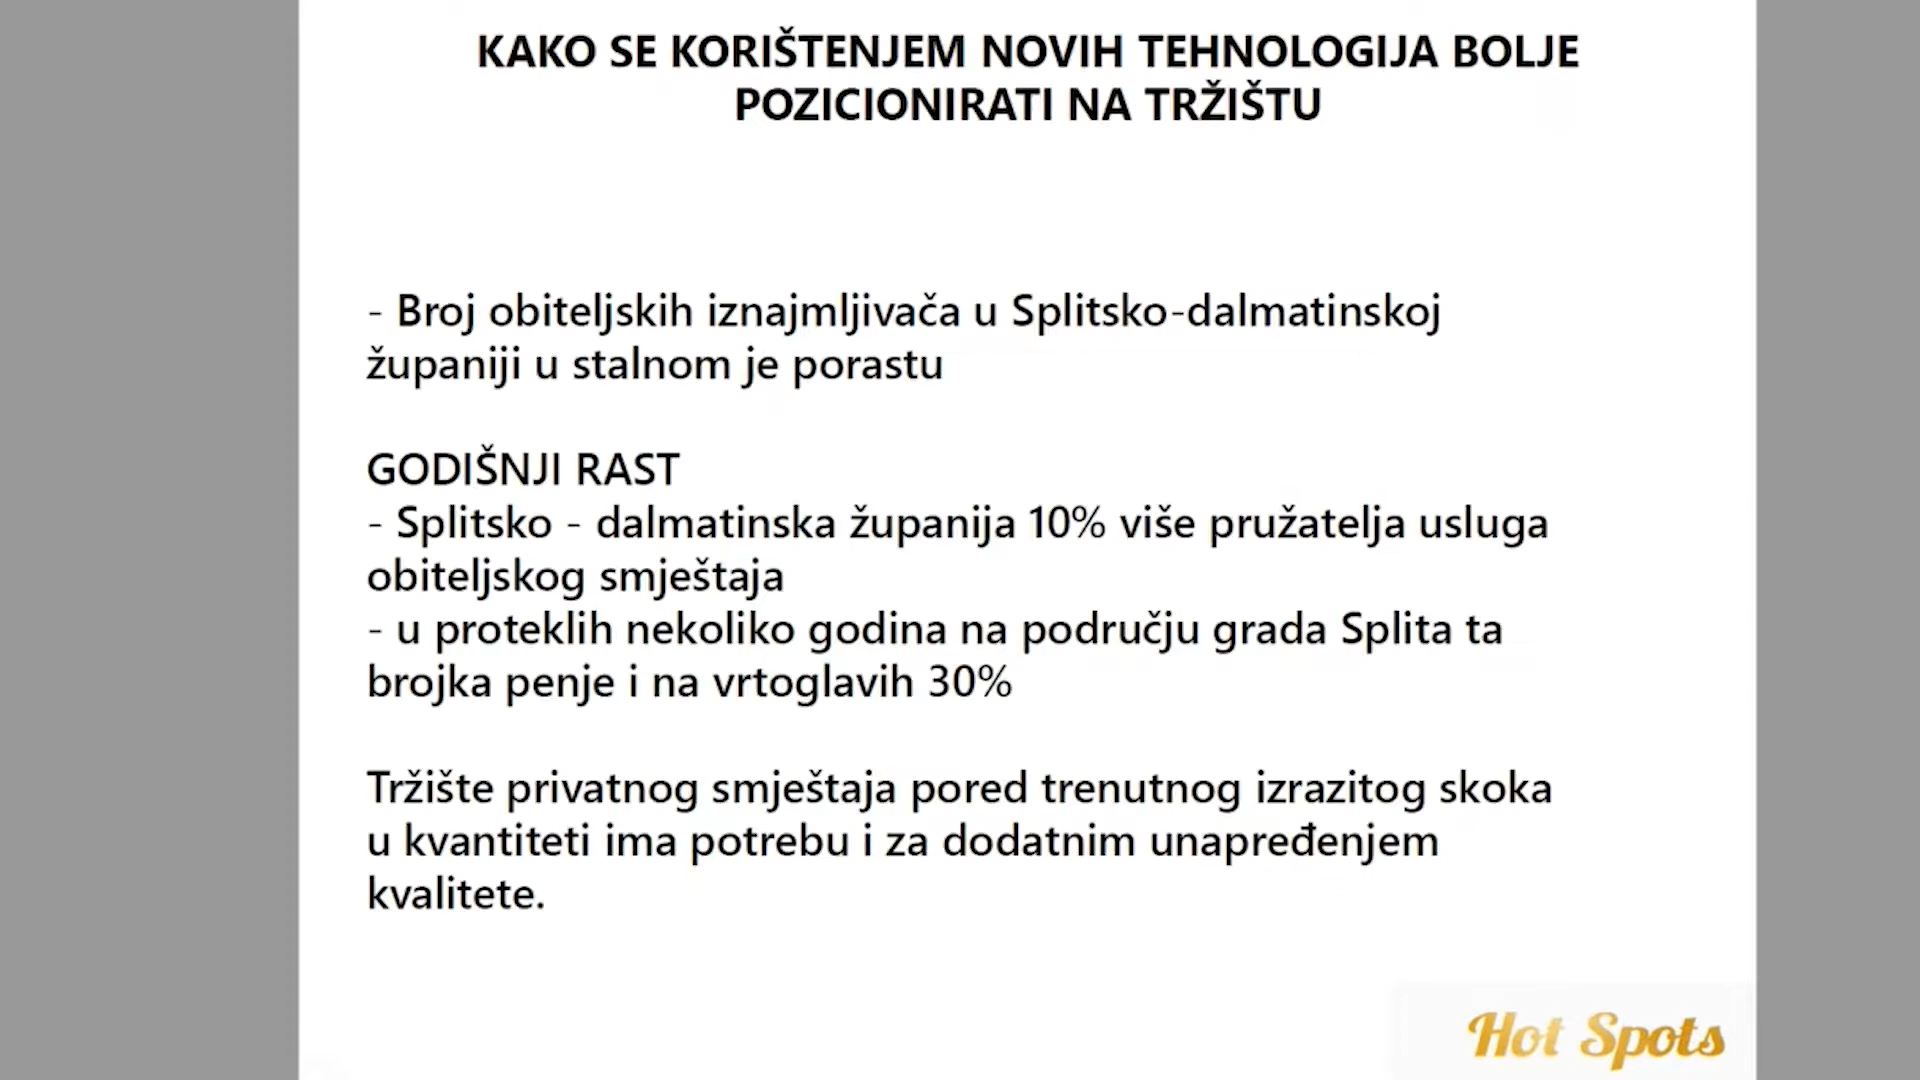 KAKO SE KORIŠTENJEM NOVIH TEHNOLOGIJA BOLJE
POZICIONIRATI NA TRŽIŠTU
- Broj obiteljskih iznajmljivača u Splitsko-dalmatinskoj
županiji u stalnom je porastu
GODIŠNJI RAST
- Splitsko - dalmatinska županija 10% više pružatelja usluga
obiteljskog smještaja
- u proteklih nekoliko godina na području grada Splita ta
brojka penje i na vrtoglavih 30%
Tržište privatnog smještaja pored trenutnog izrazitog skoka
u kvantiteti ima potrebu i za dodatnim unapređenjem
kvalitete.
Hot Spots